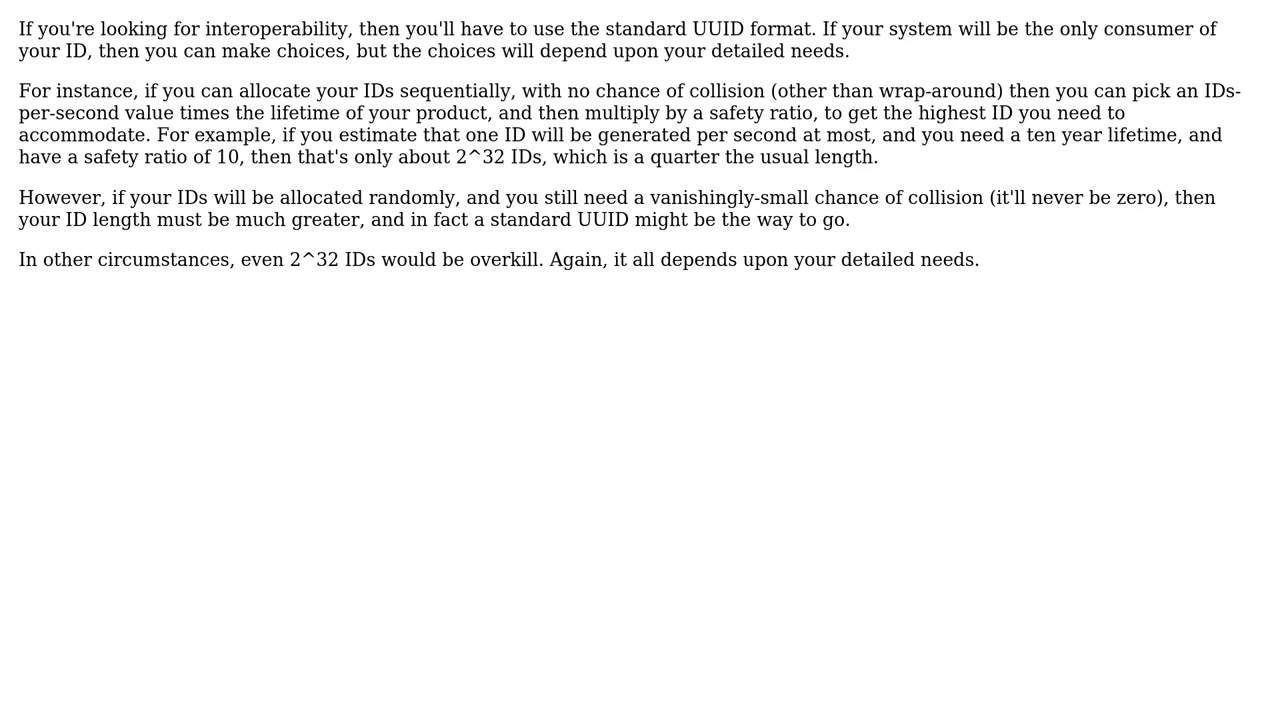 If you're looking for interoperability, then you'll have to use the standard UUID format. If your system will be the only consumer of
your ID, then you can make choices, but the choices will depend upon your detailed needs.
For instance, if you can allocate your IDs sequentially, with no chance of collision (other than wrap-around) then you can pick an IDs-
per-second value times the lifetime of your product, and then multiply by a safety ratio, to get the highest ID you need to
accommodate. For example, if you estimate that one ID will be generated per second at most, and you need a ten year lifetime, and
have a safety ratio of 10, then that's only about 2^32 IDs, which is a quarter the usual length.
However, if your IDs will be allocated randomly, and you still need a vanishingly-small chance of collision (it'll never be zero), then
your ID length must be much greater, and in fact a standard UUID might be the way to go.
In other circumstances, even 2^32 IDs would be overkill. Again, it all depends upon your detailed needs.